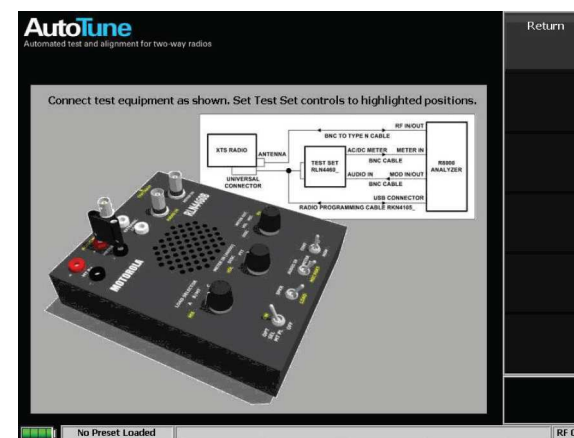 AutoTune
Automated test and alignment for two-way radios
Return
Connect test equipment as shown. Set Test Set controls to highlighted positions.
RF IN/OUT
BNC TO TYPE N CABLE
XTS RADIO
ANTENNA
AC/DC METER
METER IN
BNC CABLE
TEST SET
RLN4460_
R8000
ANALYZER
UNIVERSAL
CONNECTOR
AUDIO IN
MOD IN/OUT
BNC CABLE
USB CONNECTOR
RADIO PROGRAMMING CABLE RKN4105_
RLN4460B
MOTOROLA
LOAD SELECTOR
No Preset Loaded